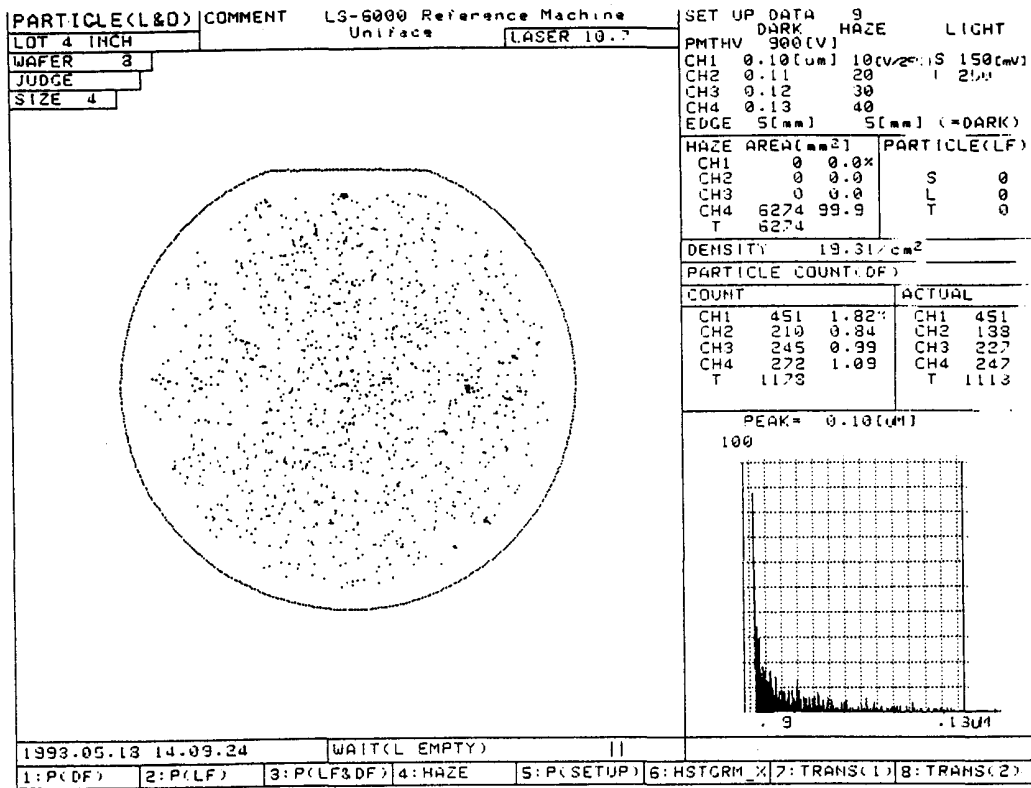 PARTICLE(L&D) COMMENT LS-6000 Reference Machine
Uniface LASER 10.?
LOT 4 INCH
WAFER 3
JUDGE
SIZE 4
SET UP DATA 9
DARK HAZE LIGHT
PMTHV 900[V]
CH1 0.10[um] 10 S 150[mV]
CH2 0.11 20
CH3 0.12 30
CH4 0.13 40
EDGE 5[mm] 5[mm] (=DARK)
HAZE AREA[mm2] PARTICLE(LF)
CH1 0 0.0%
CH2 0 0.0 S 0
CH3 0 0.0 L 0
CH4 6274 99.9 T 0
T 6274
DENSITY 19.31/cm2
PARTICLE COUNT(DF)
COUNT ACTUAL
CH1 451 1.82% CH1 451
CH2 210 0.84 CH2
CH3 245 0.99 CH3 227
CH4 272 1.09 CH4 247
T 1178 T
PEAK= 0.10[uM]
100
.9 .13uM
1993.05.13 14.09.24 WAIT(L EMPTY)
1:P(DF) 2:P(LF) 3:P(LF&DF) 4:HAZE 5:P(SETUP) 6:HSTGRM_X 7:TRANS(1) 8:TRANS(2)